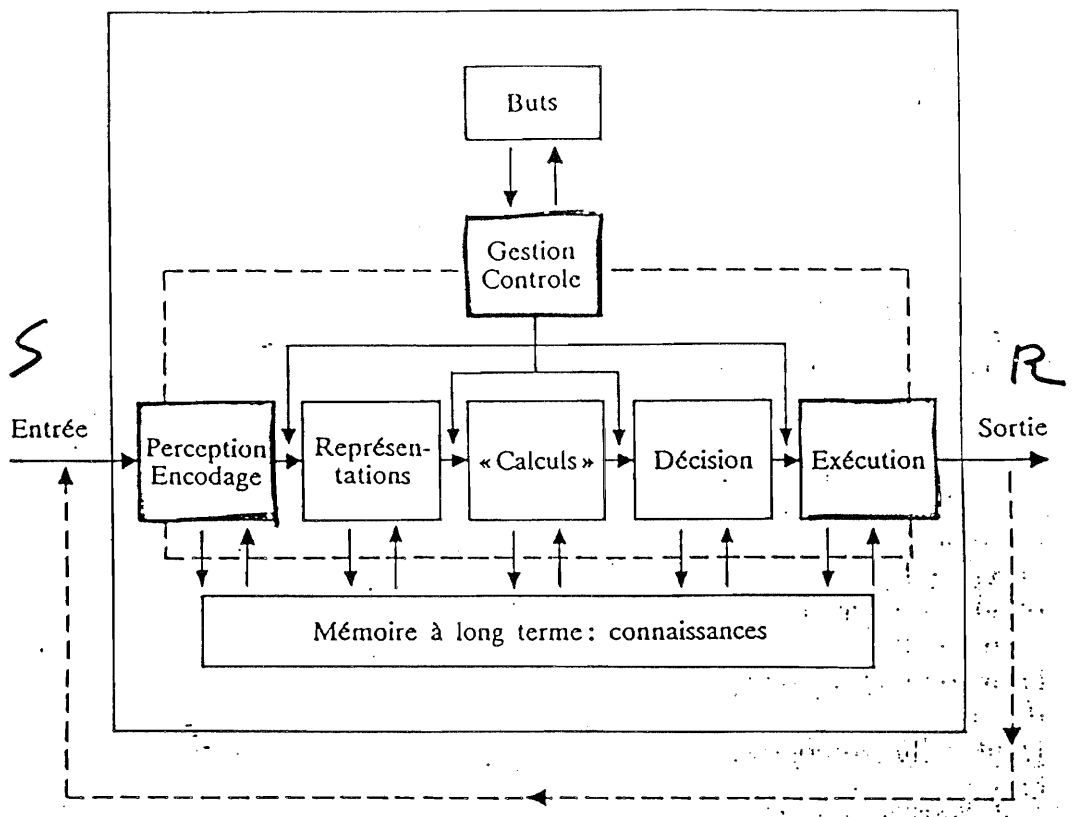 Buts
Gestion
Controle
S
R
Entrée
Sortie
Perception
Encodage
Représen-
tations
« Calculs »
Décision
Exécution
Mémoire à long terme : connaissances